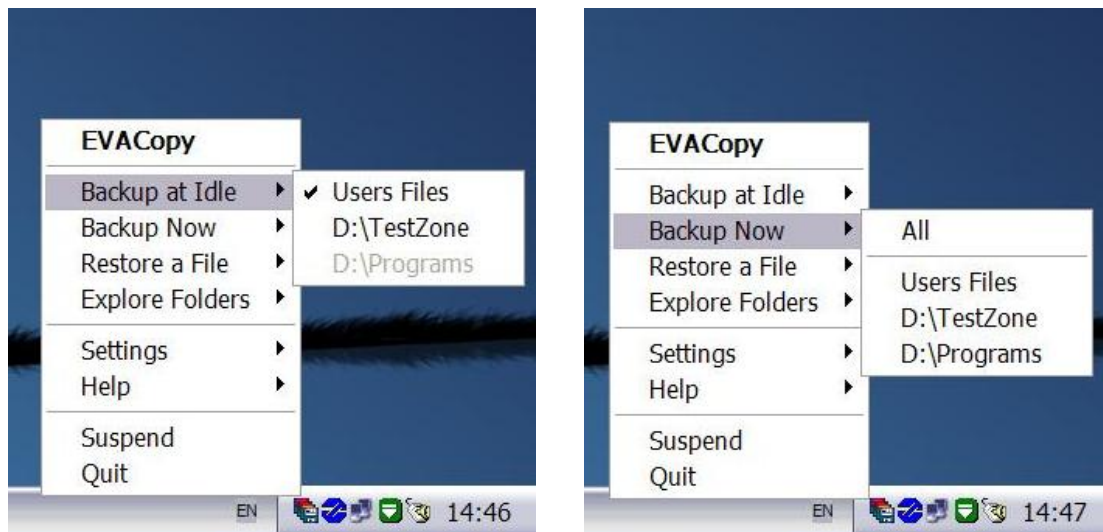 EVACopy
Backup at Idle
Backup Now
Restore a File
Explore Folders
Settings
Help
Suspend
Quit
✔ Users Files
D:\TestZone
D:\Programs
EN
14:46
EVACopy
Backup at Idle
Backup Now
Restore a File
Explore Folders
Settings
Help
Suspend
Quit
All
Users Files
D:\TestZone
D:\Programs
EN
14:47